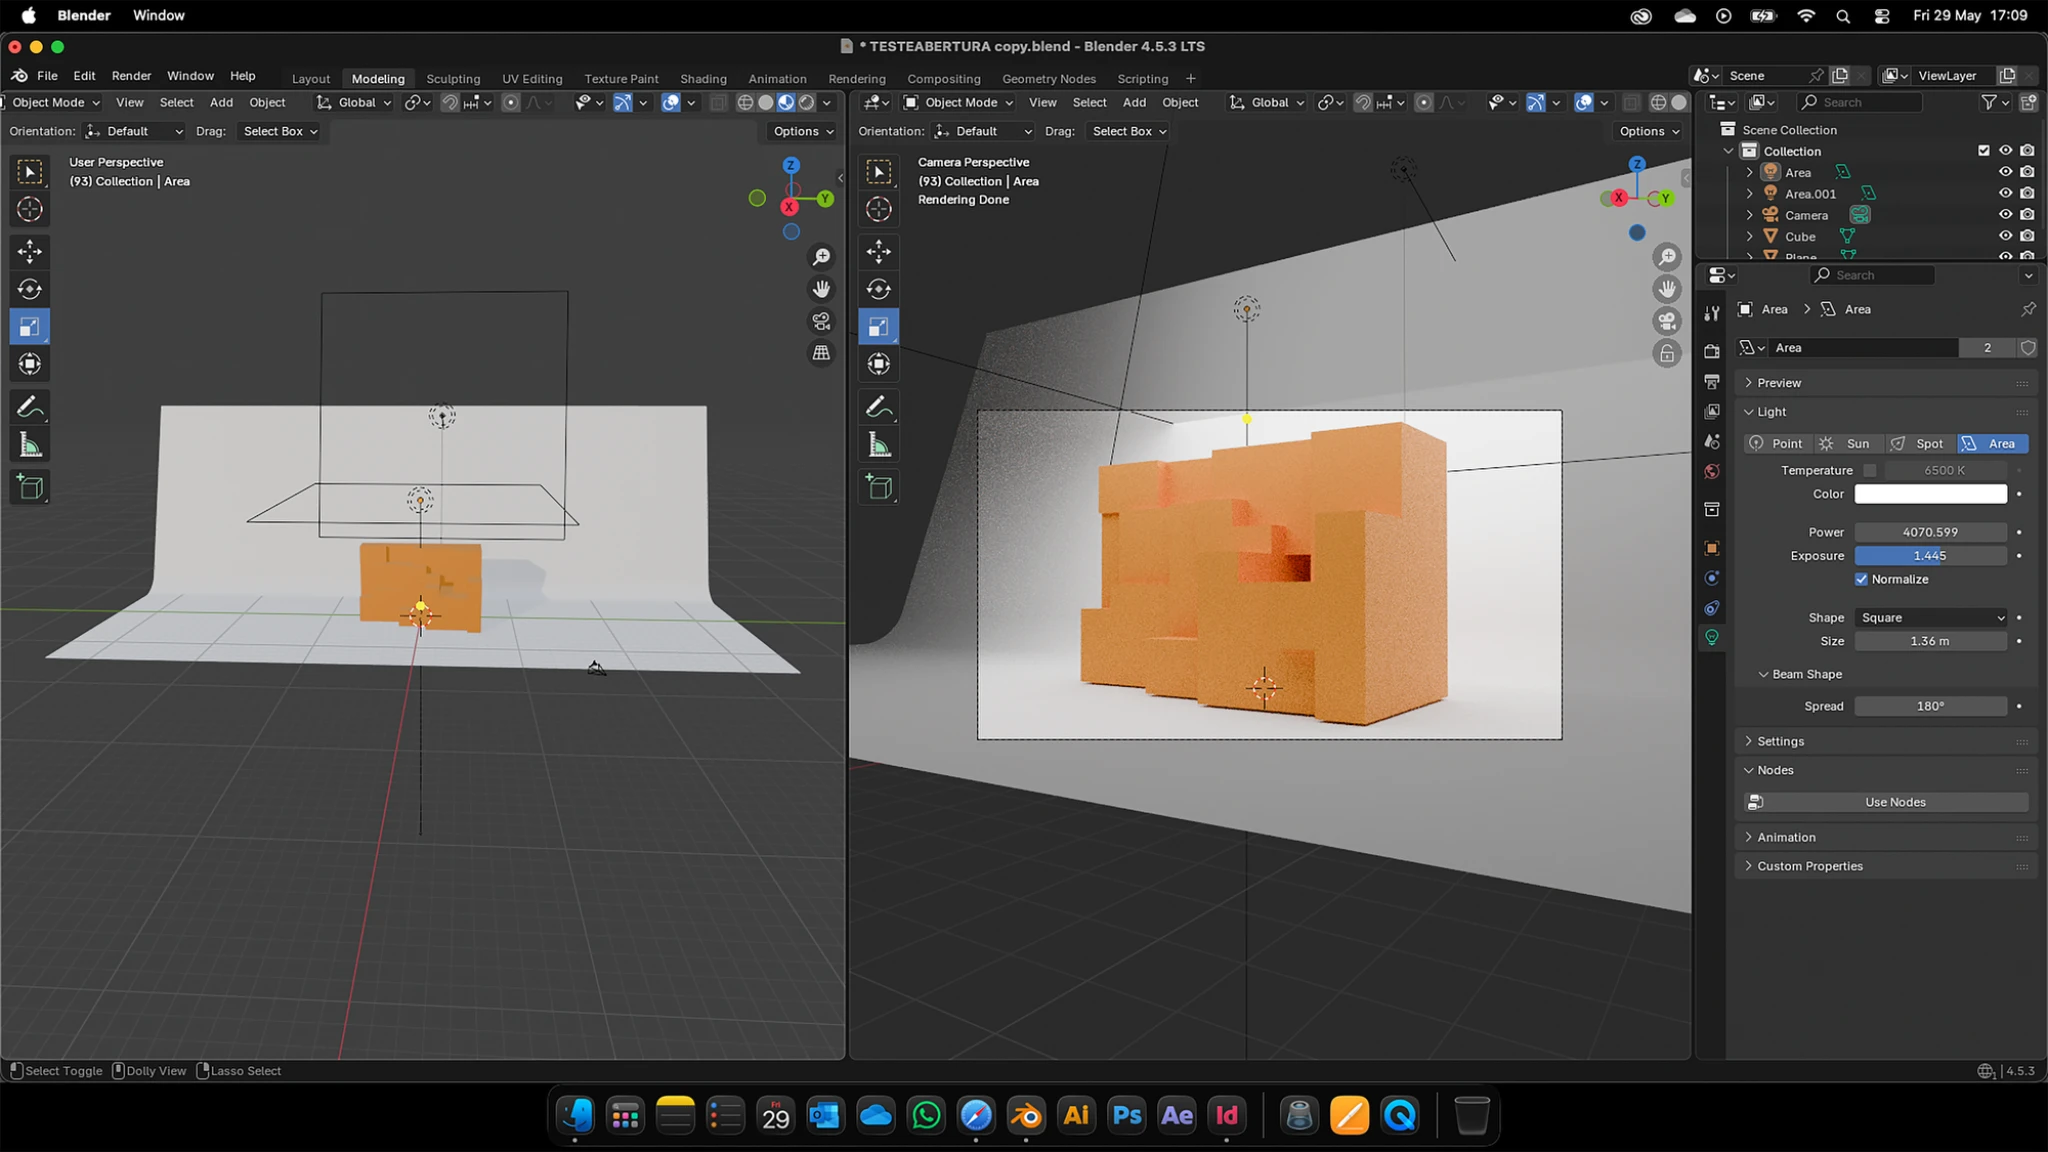 Blender Window Fri 29 May 17:09
* TESTEABERTURA copy.blend - Blender 4.5.3 LTS
File Edit Render Window Help Layout Modeling Sculpting UV Editing Texture Paint Shading Animation Rendering Compositing Geometry Nodes Scripting + Scene ViewLayer
Object Mode View Select Add Object Global
Object Mode View Select Add Object Global
Search
Orientation: Default Drag: Select Box Options
Orientation: Default Drag: Select Box Options
User Perspective
(93) Collection | Area
Z
Y
X
Camera Perspective
(93) Collection | Area
Rendering Done
Z
X
Y
Scene Collection
Collection
Area
Area.001
Camera
Cube
Plane
Search
Area > Area
Area 2
Preview
Light
Point Sun Spot Area
Temperature 6500 K
Color
Power 4070.599
Exposure 1.445
Normalize
Shape Square
Size 1.36 m
Beam Shape
Spread 180°
Settings
Nodes
Use Nodes
Animation
Custom Properties
Select Toggle Dolly View Lasso Select 4.5.3
Fri
29
Ai Ps Ae Id